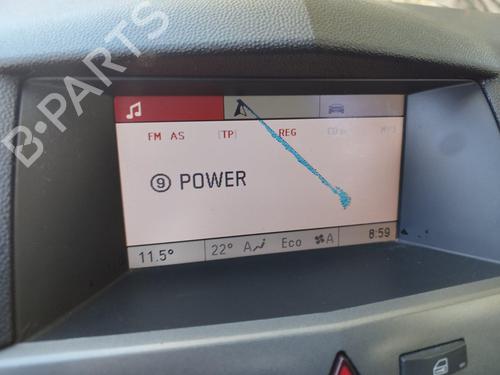 B-PARTS
FM AS [TP] REG
9 POWER
11.5° 22° A Eco A 8:59